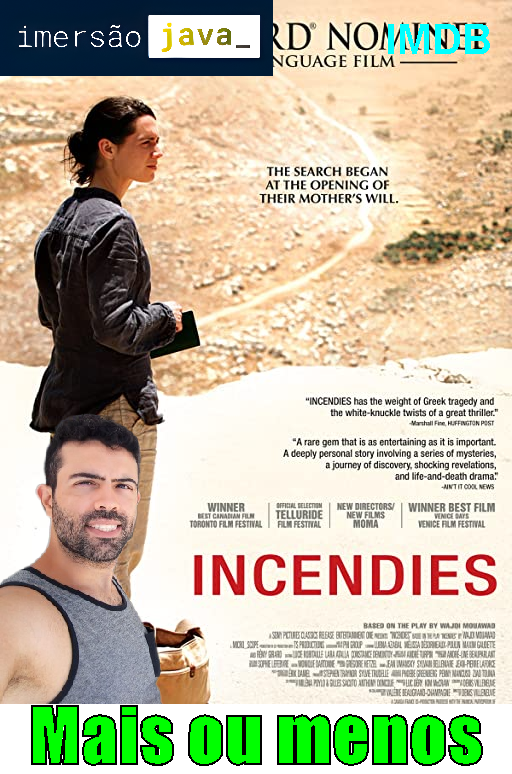 imersão java_
RD® NOMINEE
NGUAGE FILM
IMDB
THE SEARCH BEGAN
AT THE OPENING OF
THEIR MOTHER'S WILL.
“INCENDIES has the weight of Greek tragedy and
the white-knuckle twists of a great thriller.”
-Marshall Fine, HUFFINGTON POST
“A rare gem that is as entertaining as it is important.
A deeply personal story involving a series of mysteries,
a journey of discovery, shocking revelations,
and life-and-death drama.”
-AIN'T IT COOL NEWS
WINNER
BEST CANADIAN FILM
TORONTO FILM FESTIVAL
OFFICIAL SELECTION
TELLURIDE
FILM FESTIVAL
NEW DIRECTORS/
NEW FILMS
MOMA
WINNER BEST FILM
VENICE DAYS
VENICE FILM FESTIVAL
INCENDIES
BASED ON THE PLAY BY WAJDI MOUAWAD
Mais ou menos